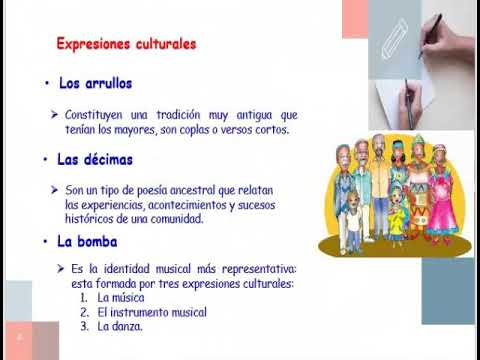 Expresiones culturales
• Los arrullos
➢ Constituyen una tradición muy antigua que
tenían los mayores, son coplas o versos cortos.
• Las décimas
➢ Son un tipo de poesía ancestral que relatan
las experiencias, acontecimientos y sucesos
históricos de una comunidad.
• La bomba
➢ Es la identidad musical más representativa:
esta formada por tres expresiones culturales:
1. La música
2. El instrumento musical
3. La danza.